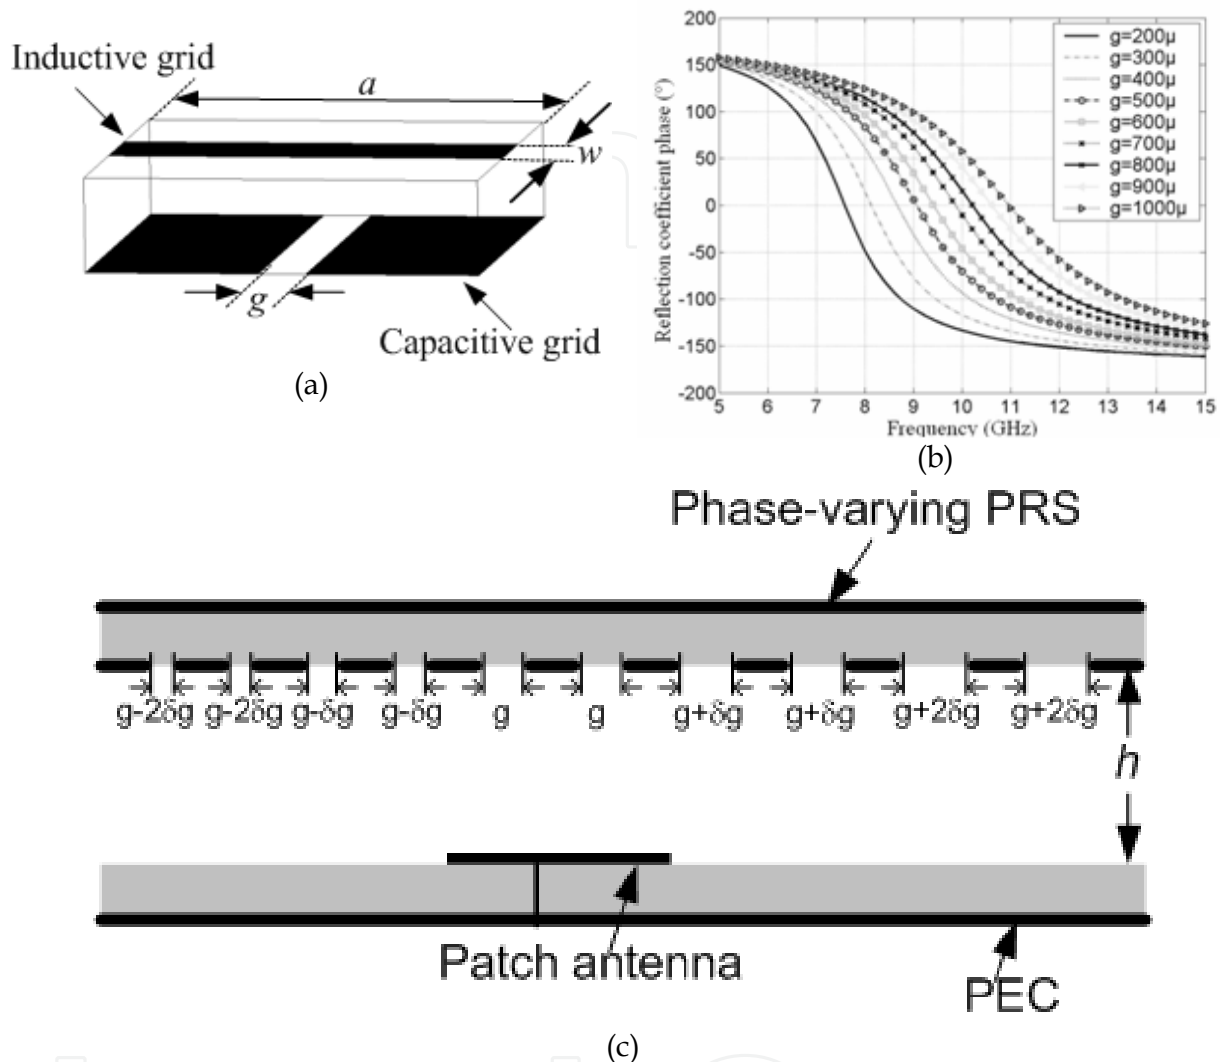 Inductive grid
a
w
g
Capacitive grid
(a)
200
150
100
50
0
-50
-100
-150
-200
Reflection coefficient phase (°)
5 6 7 8 9 10 11 12 13 14 15
Frequency (GHz)
g=200µ
g=300µ
g=400µ
g=500µ
g=600µ
g=700µ
g=800µ
g=900µ
g=1000µ
(b)
Phase-varying PRS
g-2δg g-2δg g-δg g-δg g g g+δg g+δg g+2δg g+2δg
h
Patch antenna
PEC
(c)